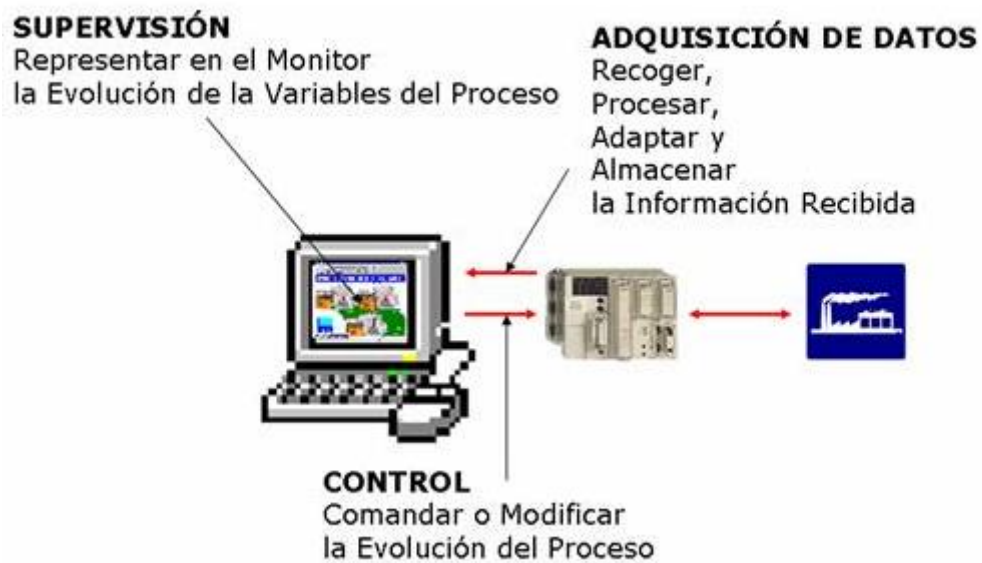 SUPERVISIÓN
Representar en el Monitor
la Evolución de la Variables del Proceso
ADQUISICIÓN DE DATOS
Recoger,
Procesar,
Adaptar y
Almacenar
la Información Recibida
CONTROL
Comandar o Modificar
la Evolución del Proceso